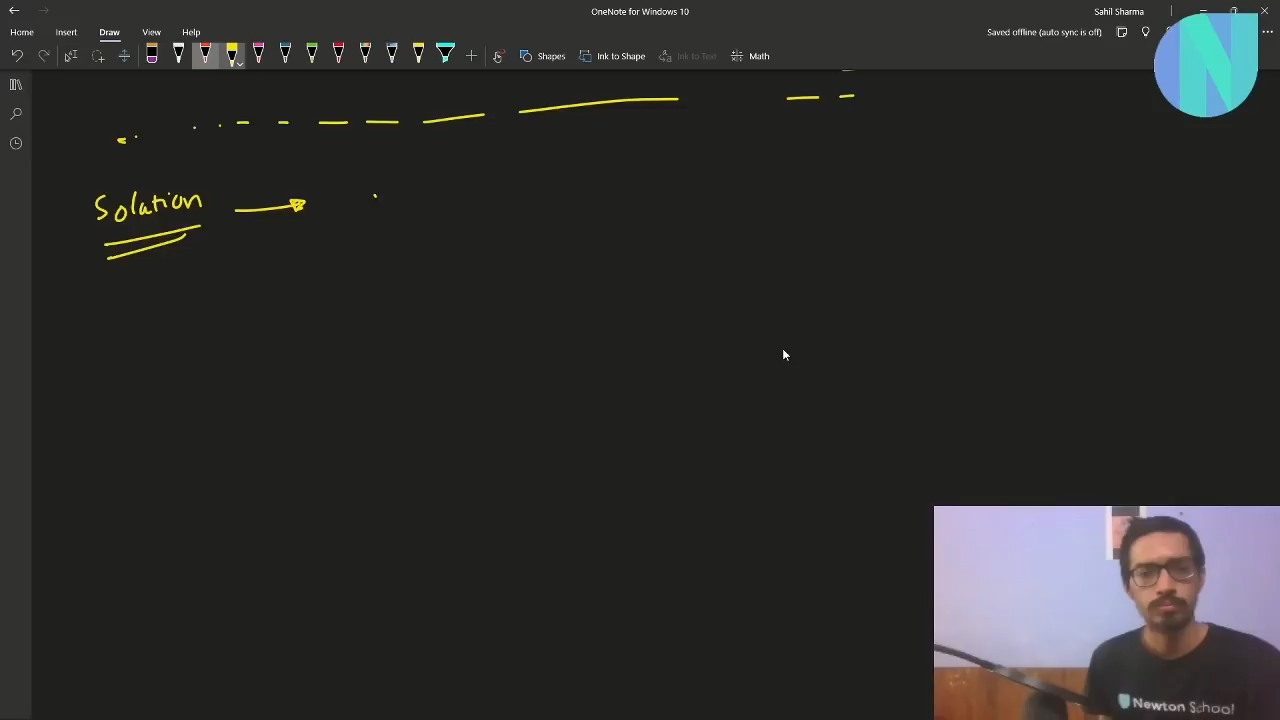 OneNote for Windows 10
Sahil Sharma
Home Insert Draw View Help
Saved offline (auto sync is off)
Shapes Ink to Shape Ink to Text Math
Solution
Newton School